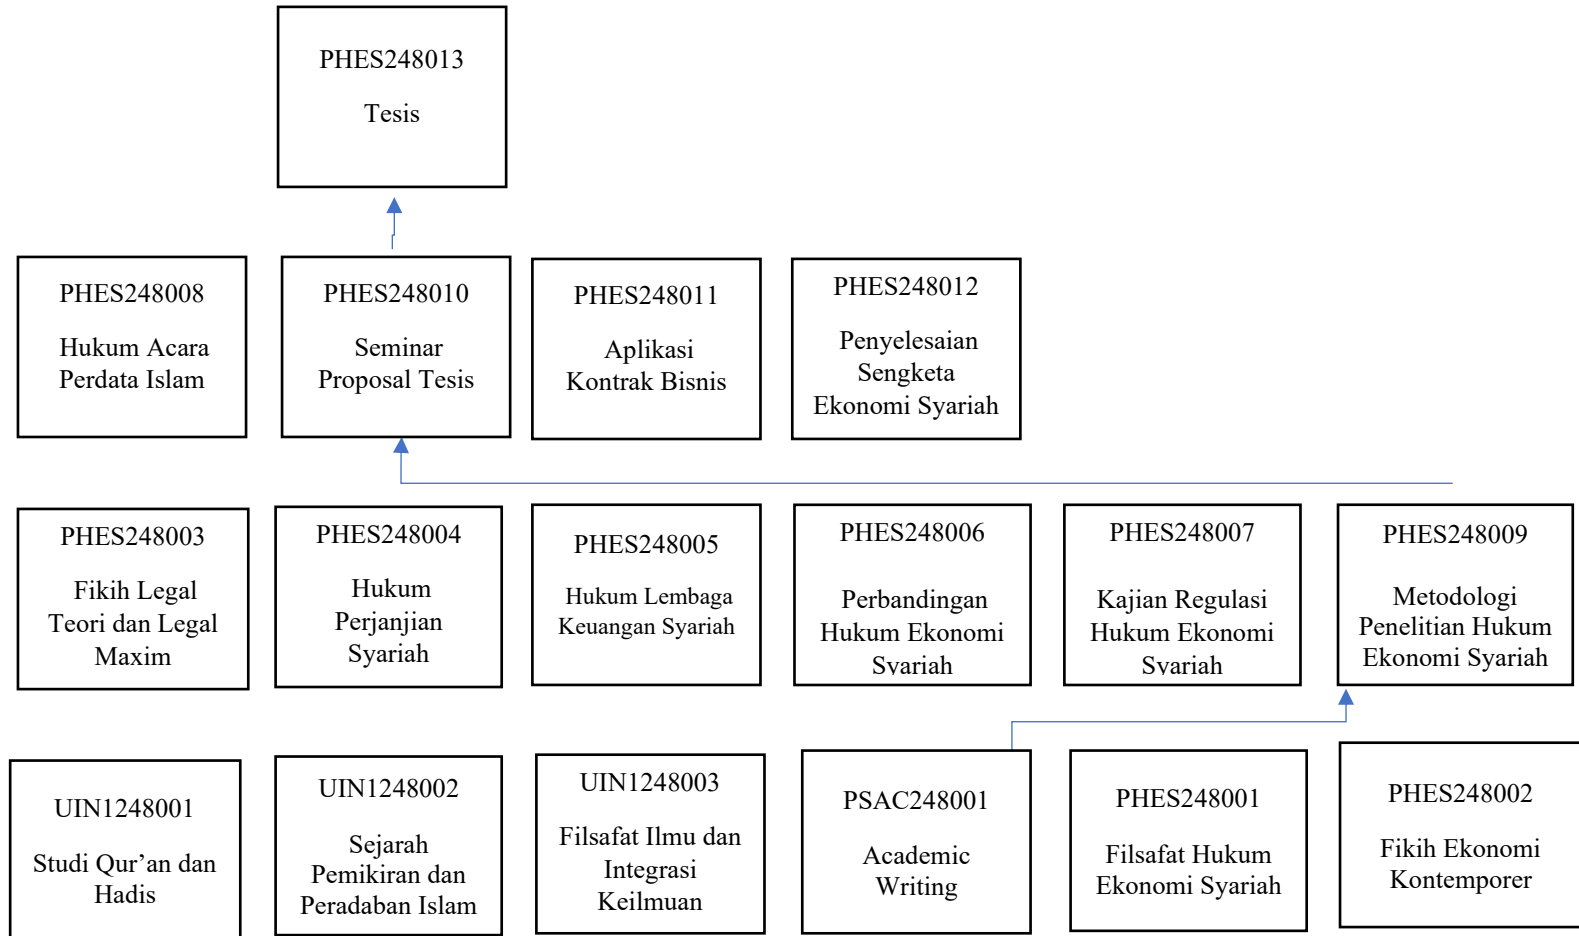 PHES248013
Tesis
PHES248008
Hukum Acara
Perdata Islam
PHES248010
Seminar
Proposal Tesis
PHES248011
Aplikasi
Kontrak Bisnis
PHES248012
Penyelesaian
Sengketa
Ekonomi Syariah
PHES248003
Fikih Legal
Teori dan Legal
Maxim
PHES248004
Hukum
Perjanjian
Syariah
PHES248005
Hukum Lembaga
Keuangan Syariah
PHES248006
Perbandingan
Hukum Ekonomi
Syariah
PHES248007
Kajian Regulasi
Hukum Ekonomi
Syariah
PHES248009
Metodologi
Penelitian Hukum
Ekonomi Syariah
UIN1248001
Studi Qur’an dan
Hadis
UIN1248002
Sejarah
Pemikiran dan
Peradaban Islam
UIN1248003
Filsafat Ilmu dan
Integrasi
Keilmuan
PSAC248001
Academic
Writing
PHES248001
Filsafat Hukum
Ekonomi Syariah
PHES248002
Fikih Ekonomi
Kontemporer